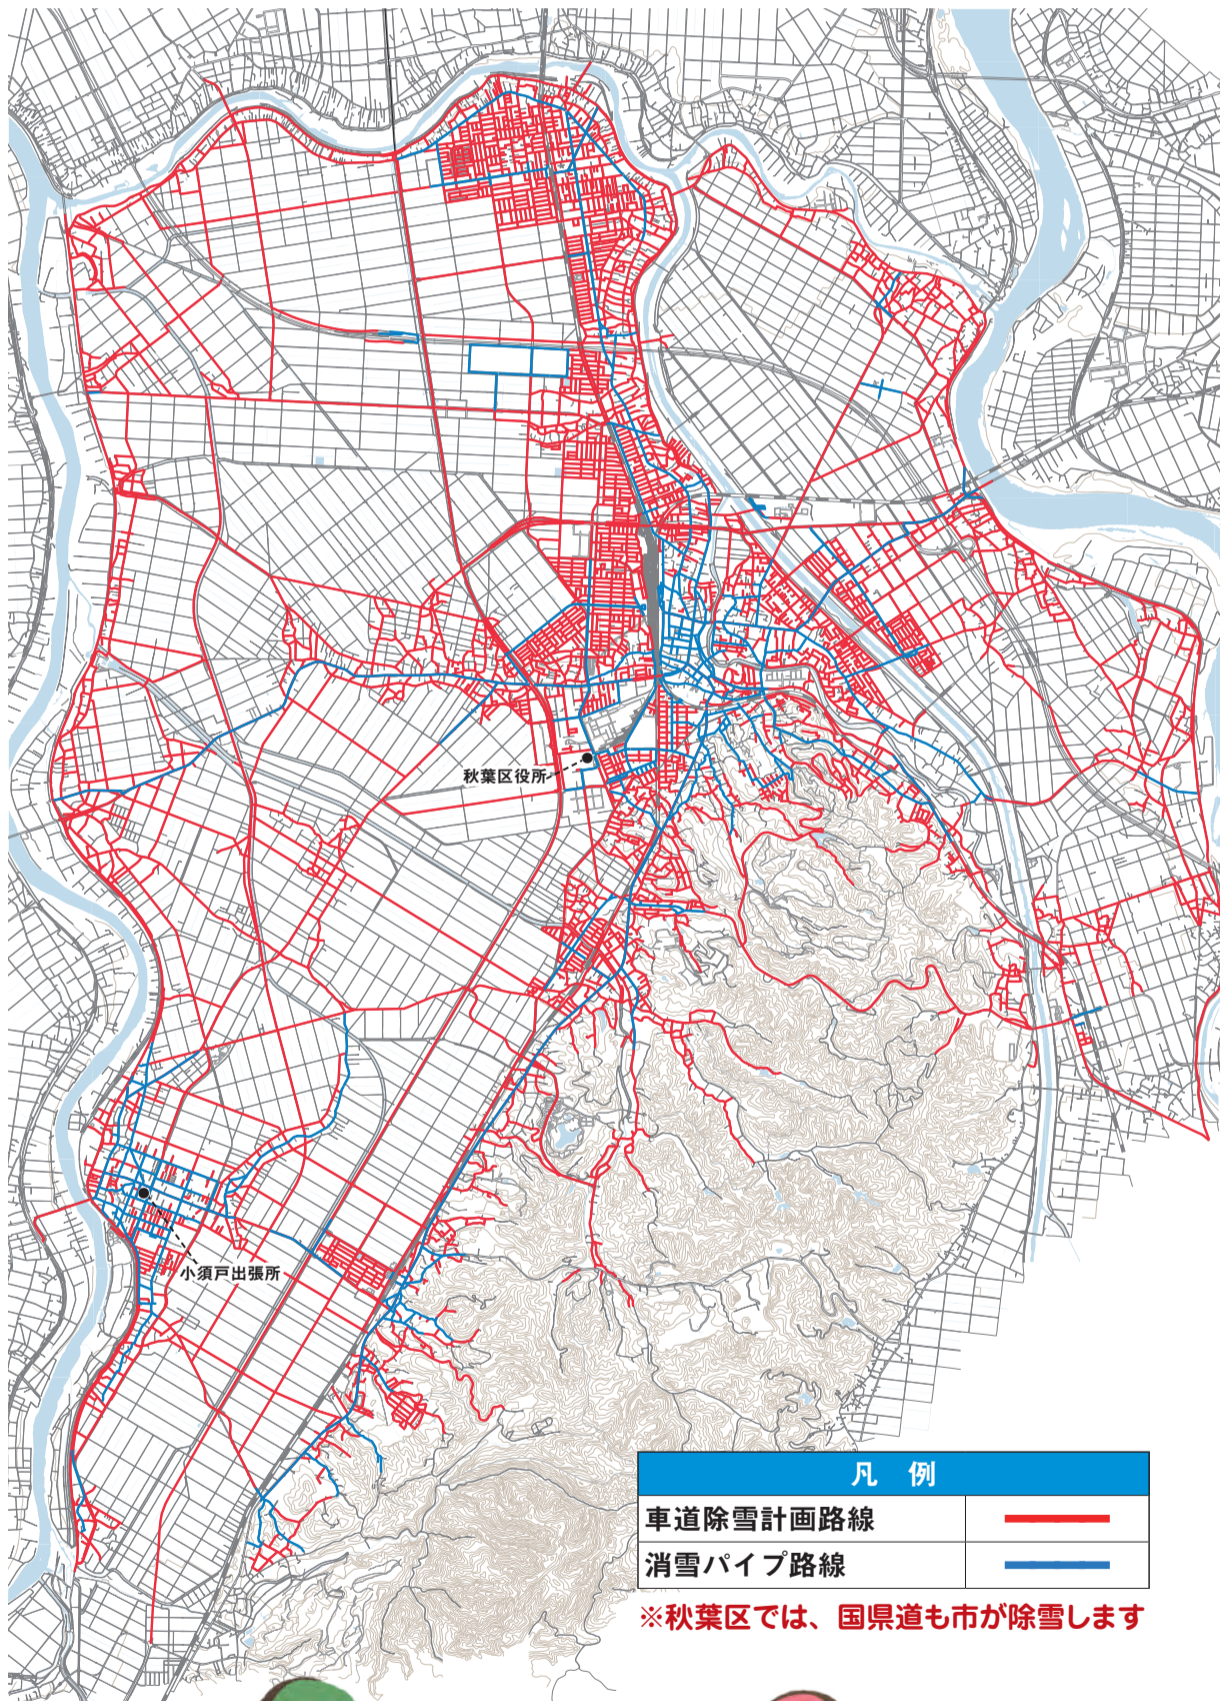 秋葉区役所
小須戸出張所
凡 例
車道除雪計画路線
消雪パイプ路線
※秋葉区では、国県道も市が除雪します